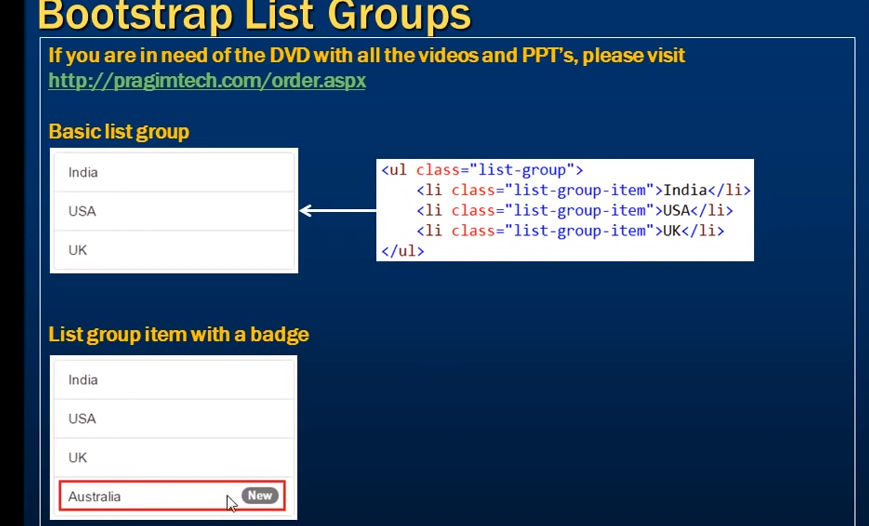 Bootstrap List Groups
If you are in need of the DVD with all the videos and PPT's, please visit
http://pragimtech.com/order.aspx
Basic list group
India
USA
UK
<ul class="list-group">
    <li class="list-group-item">India</li>
    <li class="list-group-item">USA</li>
    <li class="list-group-item">UK</li>
</ul>
List group item with a badge
India
USA
UK
Australia New